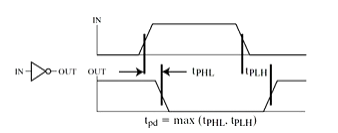 IN
IN OUT OUT tPHL tPLH
tpd = max (tPHL, tPLH)